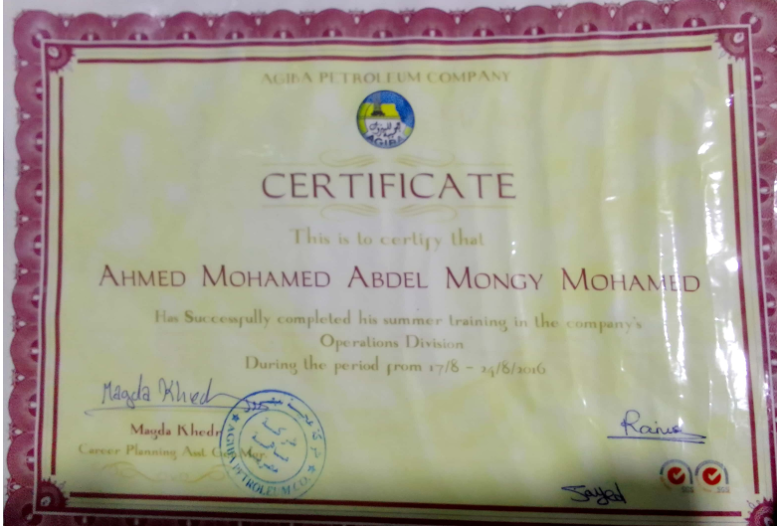 AGIBA PETROLEUM COMPANY
AGIBA
CERTIFICATE
This is to certify that
AHMED MOHAMED ABDEL MONGY MOHAMED
Has Successfully completed his summer training in the company's
Operations Division
During the period from 17/8 - 24/8/2016
Magda Khedr
Magda Khedr
Career Planning Asst Gen Mgr
AGIBA PETROLEUM CO.
Sayed
SGS SGS